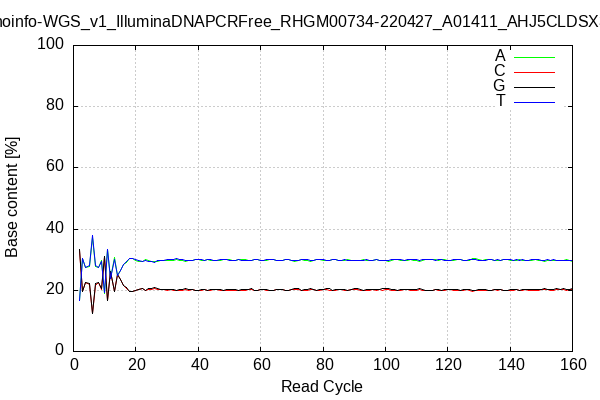 noinfo-WGS_v1_IlluminaDNAPCRFree_RHGM00734-220427_A01411_AHJ5CLDSX
100
80
60
40
20
0
0 20 40 60 80 100 120 140 160
Base content [%]
Read Cycle
A
C
G
T